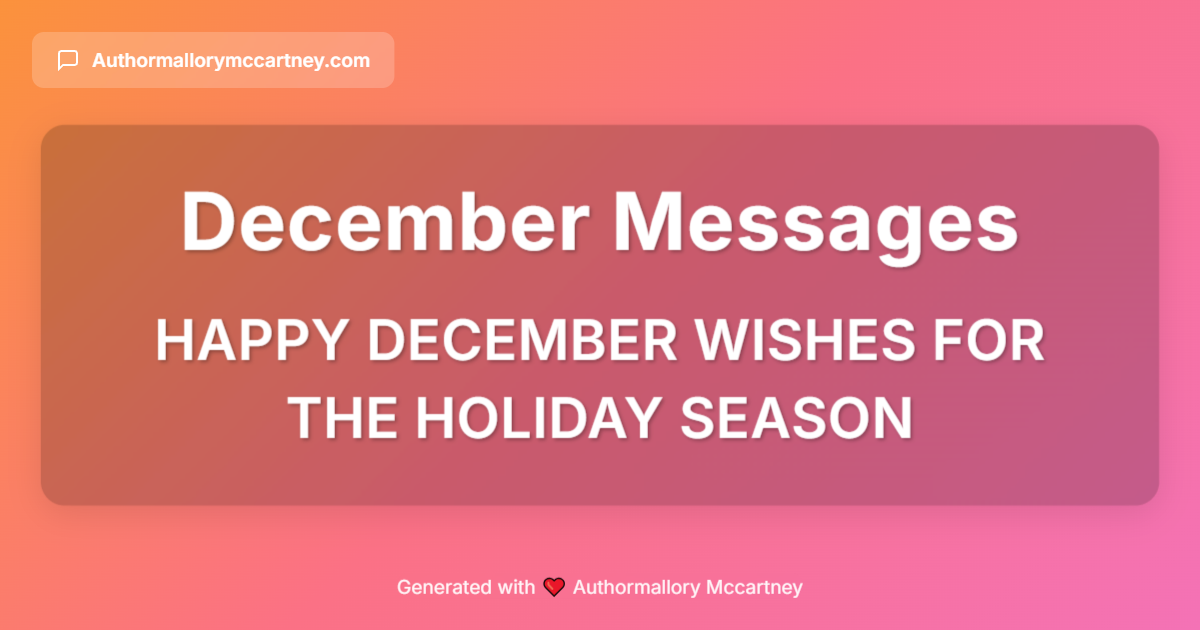 Authormallorymccartney.com
December Messages
HAPPY DECEMBER WISHES FOR
THE HOLIDAY SEASON
Generated with ❤️ Authormallory Mccartney